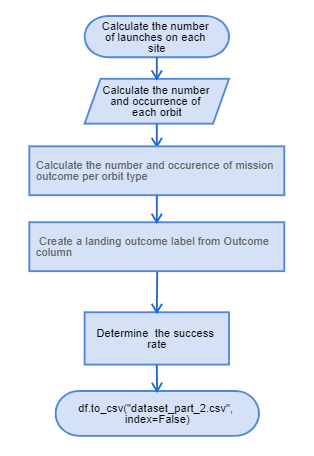 Calculate the number
of launches on each
site
Calculate the number
and occurrence of
each orbit
Calculate the number and occurence of mission
outcome per orbit type
Create a landing outcome label from Outcome
column
Determine  the success
rate
df.to_csv("dataset_part_2.csv",
index=False)